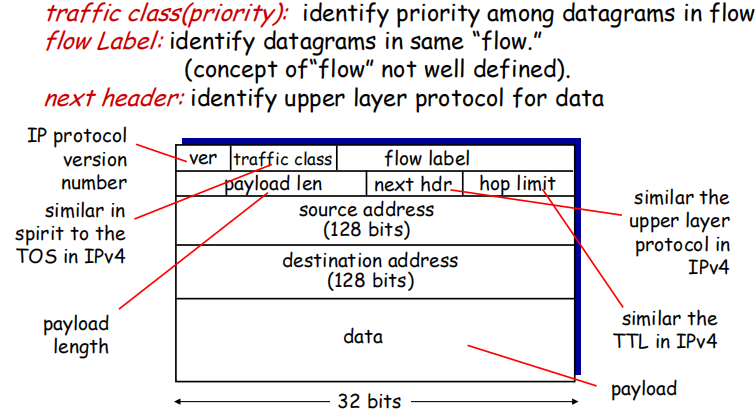 traffic class(priority): identify priority among datagrams in flow
flow Label: identify datagrams in same “flow.”
(concept of“flow” not well defined).
next header: identify upper layer protocol for data
IP protocol
version
number
ver traffic class flow label
payload len next hdr hop limit
similar in
spirit to the
TOS in IPv4
source address
(128 bits)
similar the
upper layer
protocol in
IPv4
destination address
(128 bits)
payload
length
data
similar the
TTL in IPv4
payload
32 bits